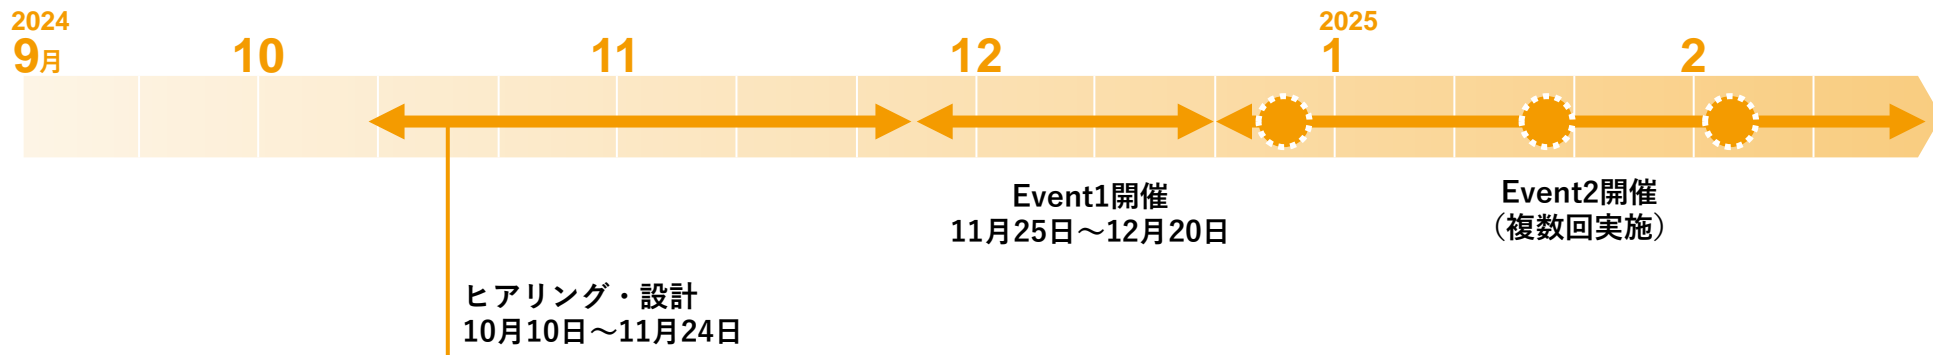 2024
9月 10 11 12
2025
1 2
Event1開催
11月25日～12月20日
Event2開催
（複数回実施）
ヒアリング・設計
10月10日～11月24日